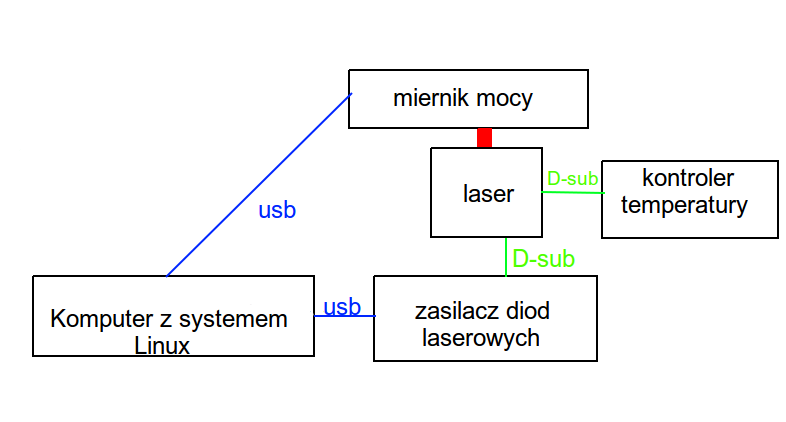 miernik mocy
laser
D-sub
kontroler
temperatury
usb
D-sub
Komputer z systemem
Linux
usb
zasilacz diod
laserowych